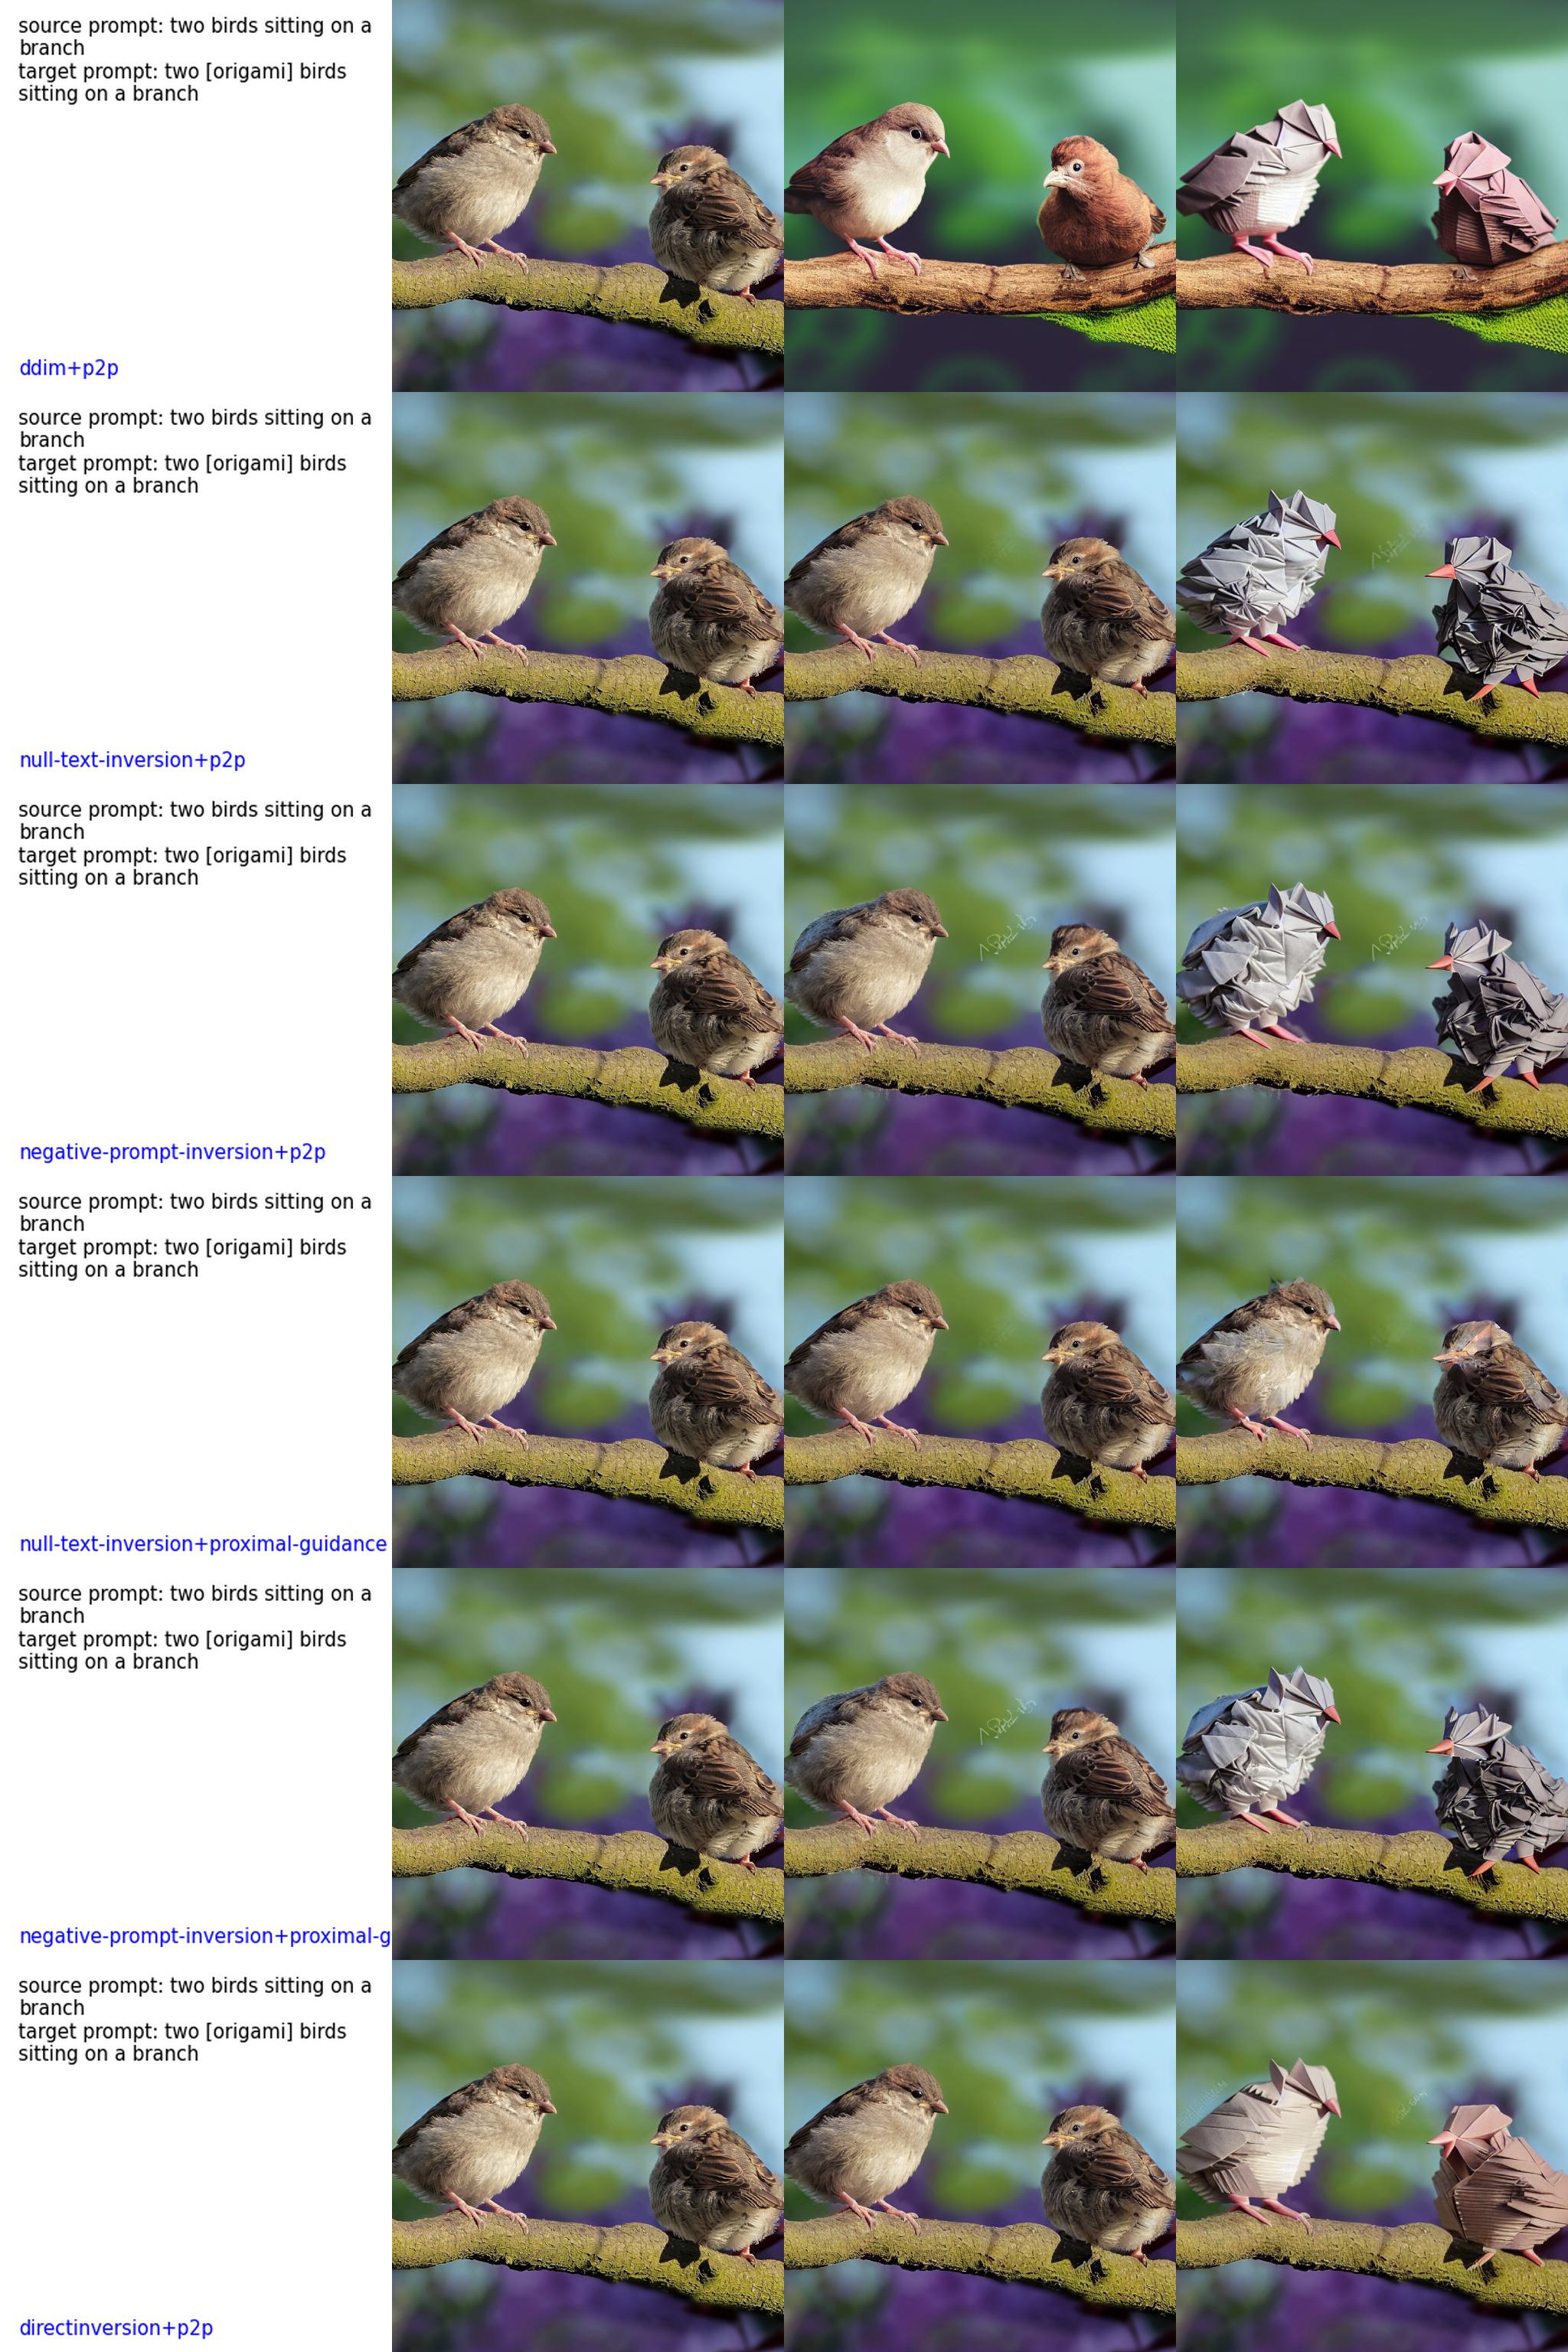 source prompt: two birds sitting on a
branch
target prompt: two [origami] birds
sitting on a branch
ddim+p2p
source prompt: two birds sitting on a
branch
target prompt: two [origami] birds
sitting on a branch
null-text-inversion+p2p
source prompt: two birds sitting on a
branch
target prompt: two [origami] birds
sitting on a branch
negative-prompt-inversion+p2p
source prompt: two birds sitting on a
branch
target prompt: two [origami] birds
sitting on a branch
null-text-inversion+proximal-guidance
source prompt: two birds sitting on a
branch
target prompt: two [origami] birds
sitting on a branch
negative-prompt-inversion+proximal-g
source prompt: two birds sitting on a
branch
target prompt: two [origami] birds
sitting on a branch
directinversion+p2p